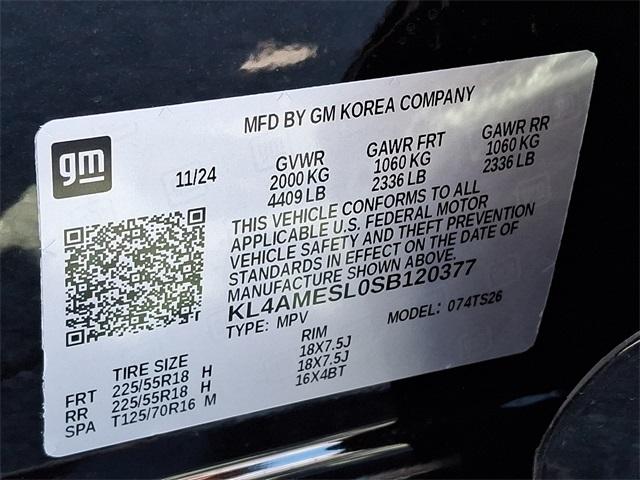 MFD BY GM KOREA COMPANY
gm
11/24
GVWR GAWR FRT GAWR RR
2000 KG 1060 KG 1060 KG
4409 LB 2336 LB 2336 LB
THIS VEHICLE CONFORMS TO ALL
APPLICABLE U.S. FEDERAL MOTOR
VEHICLE SAFETY AND THEFT PREVENTION
STANDARDS IN EFFECT ON THE DATE OF
MANUFACTURE SHOWN ABOVE.
KL4AMESL0SB120377
TYPE: MPV MODEL: 074TS26
TIRE SIZE RIM
FRT 225/55R18 H 18X7.5J
RR 225/55R18 H 18X7.5J
SPA T125/70R16 M 16X4BT